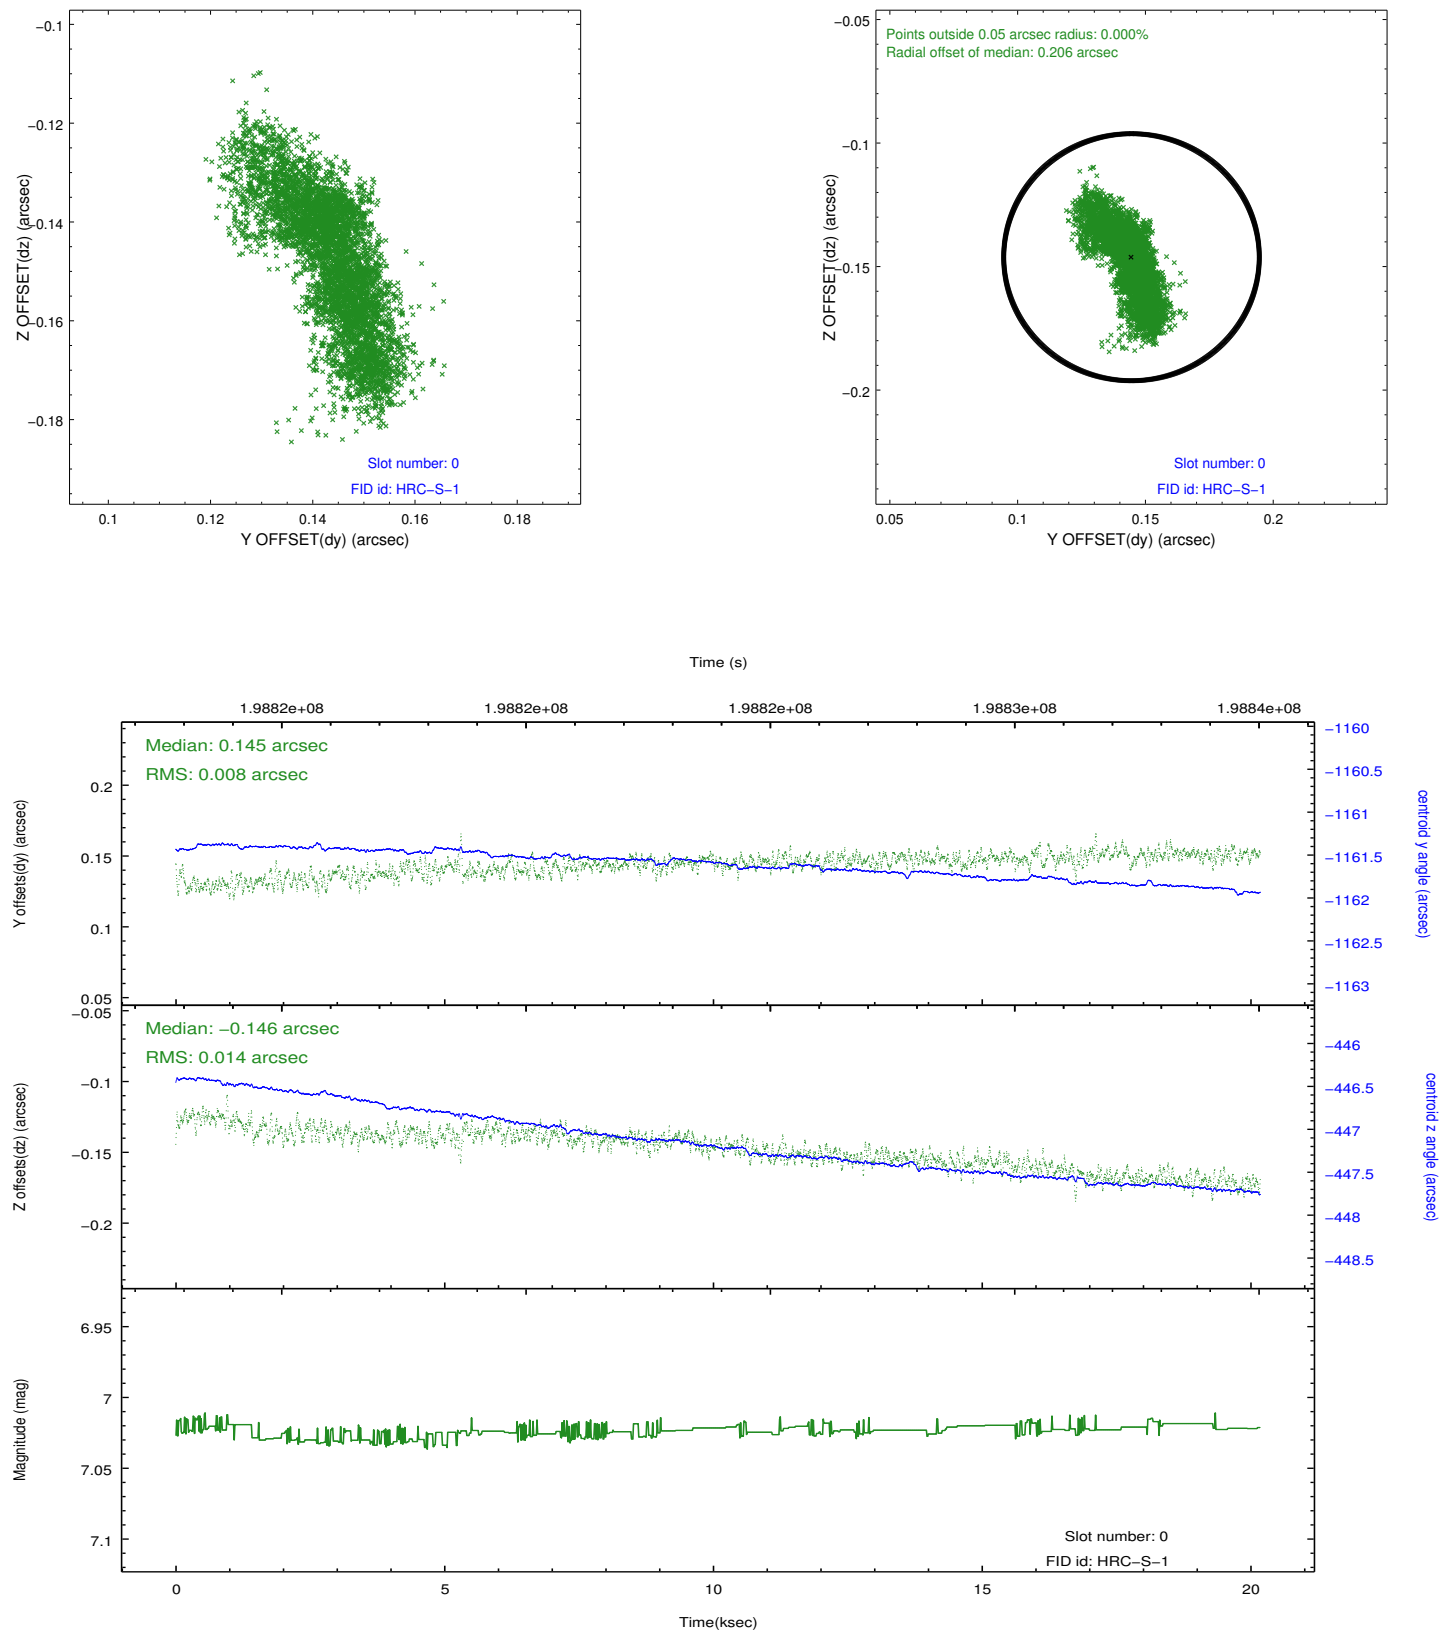 −0.1
−0.12
−0.14
−0.16
−0.18
Z OFFSET(dz) (arcsec)
Slot number: 0
FID id: HRC−S−1
0.1
0.12
0.14
0.16
0.18
Y OFFSET(dy) (arcsec)
Points outside 0.05 arcsec radius: 0.000%
Radial offset of median: 0.206 arcsec
−0.05
−0.1
−0.15
−0.2
Z OFFSET(dz) (arcsec)
Slot number: 0
FID id: HRC−S−1
0.05
0.1
0.15
0.2
Y OFFSET(dy) (arcsec)
Time (s)
1.9882e+08
1.9882e+08
1.9882e+08
1.9883e+08
1.9884e+08
Median: 0.145 arcsec
RMS: 0.008 arcsec
0.2
0.15
0.1
0.05
Y offsets(dy) (arcsec)
−1160
−1160.5
−1161
−1161.5
−1162
−1162.5
−1163
centroid y angle (arcsec)
Median: −0.146 arcsec
RMS: 0.014 arcsec
−0.05
−0.1
−0.15
−0.2
Z offsets(dz) (arcsec)
−446
−446.5
−447
−447.5
−448
−448.5
centroid z angle (arcsec)
6.95
7
7.05
7.1
Magnitude (mag)
Slot number: 0
FID id: HRC−S−1
0
5
10
15
20
Time(ksec)